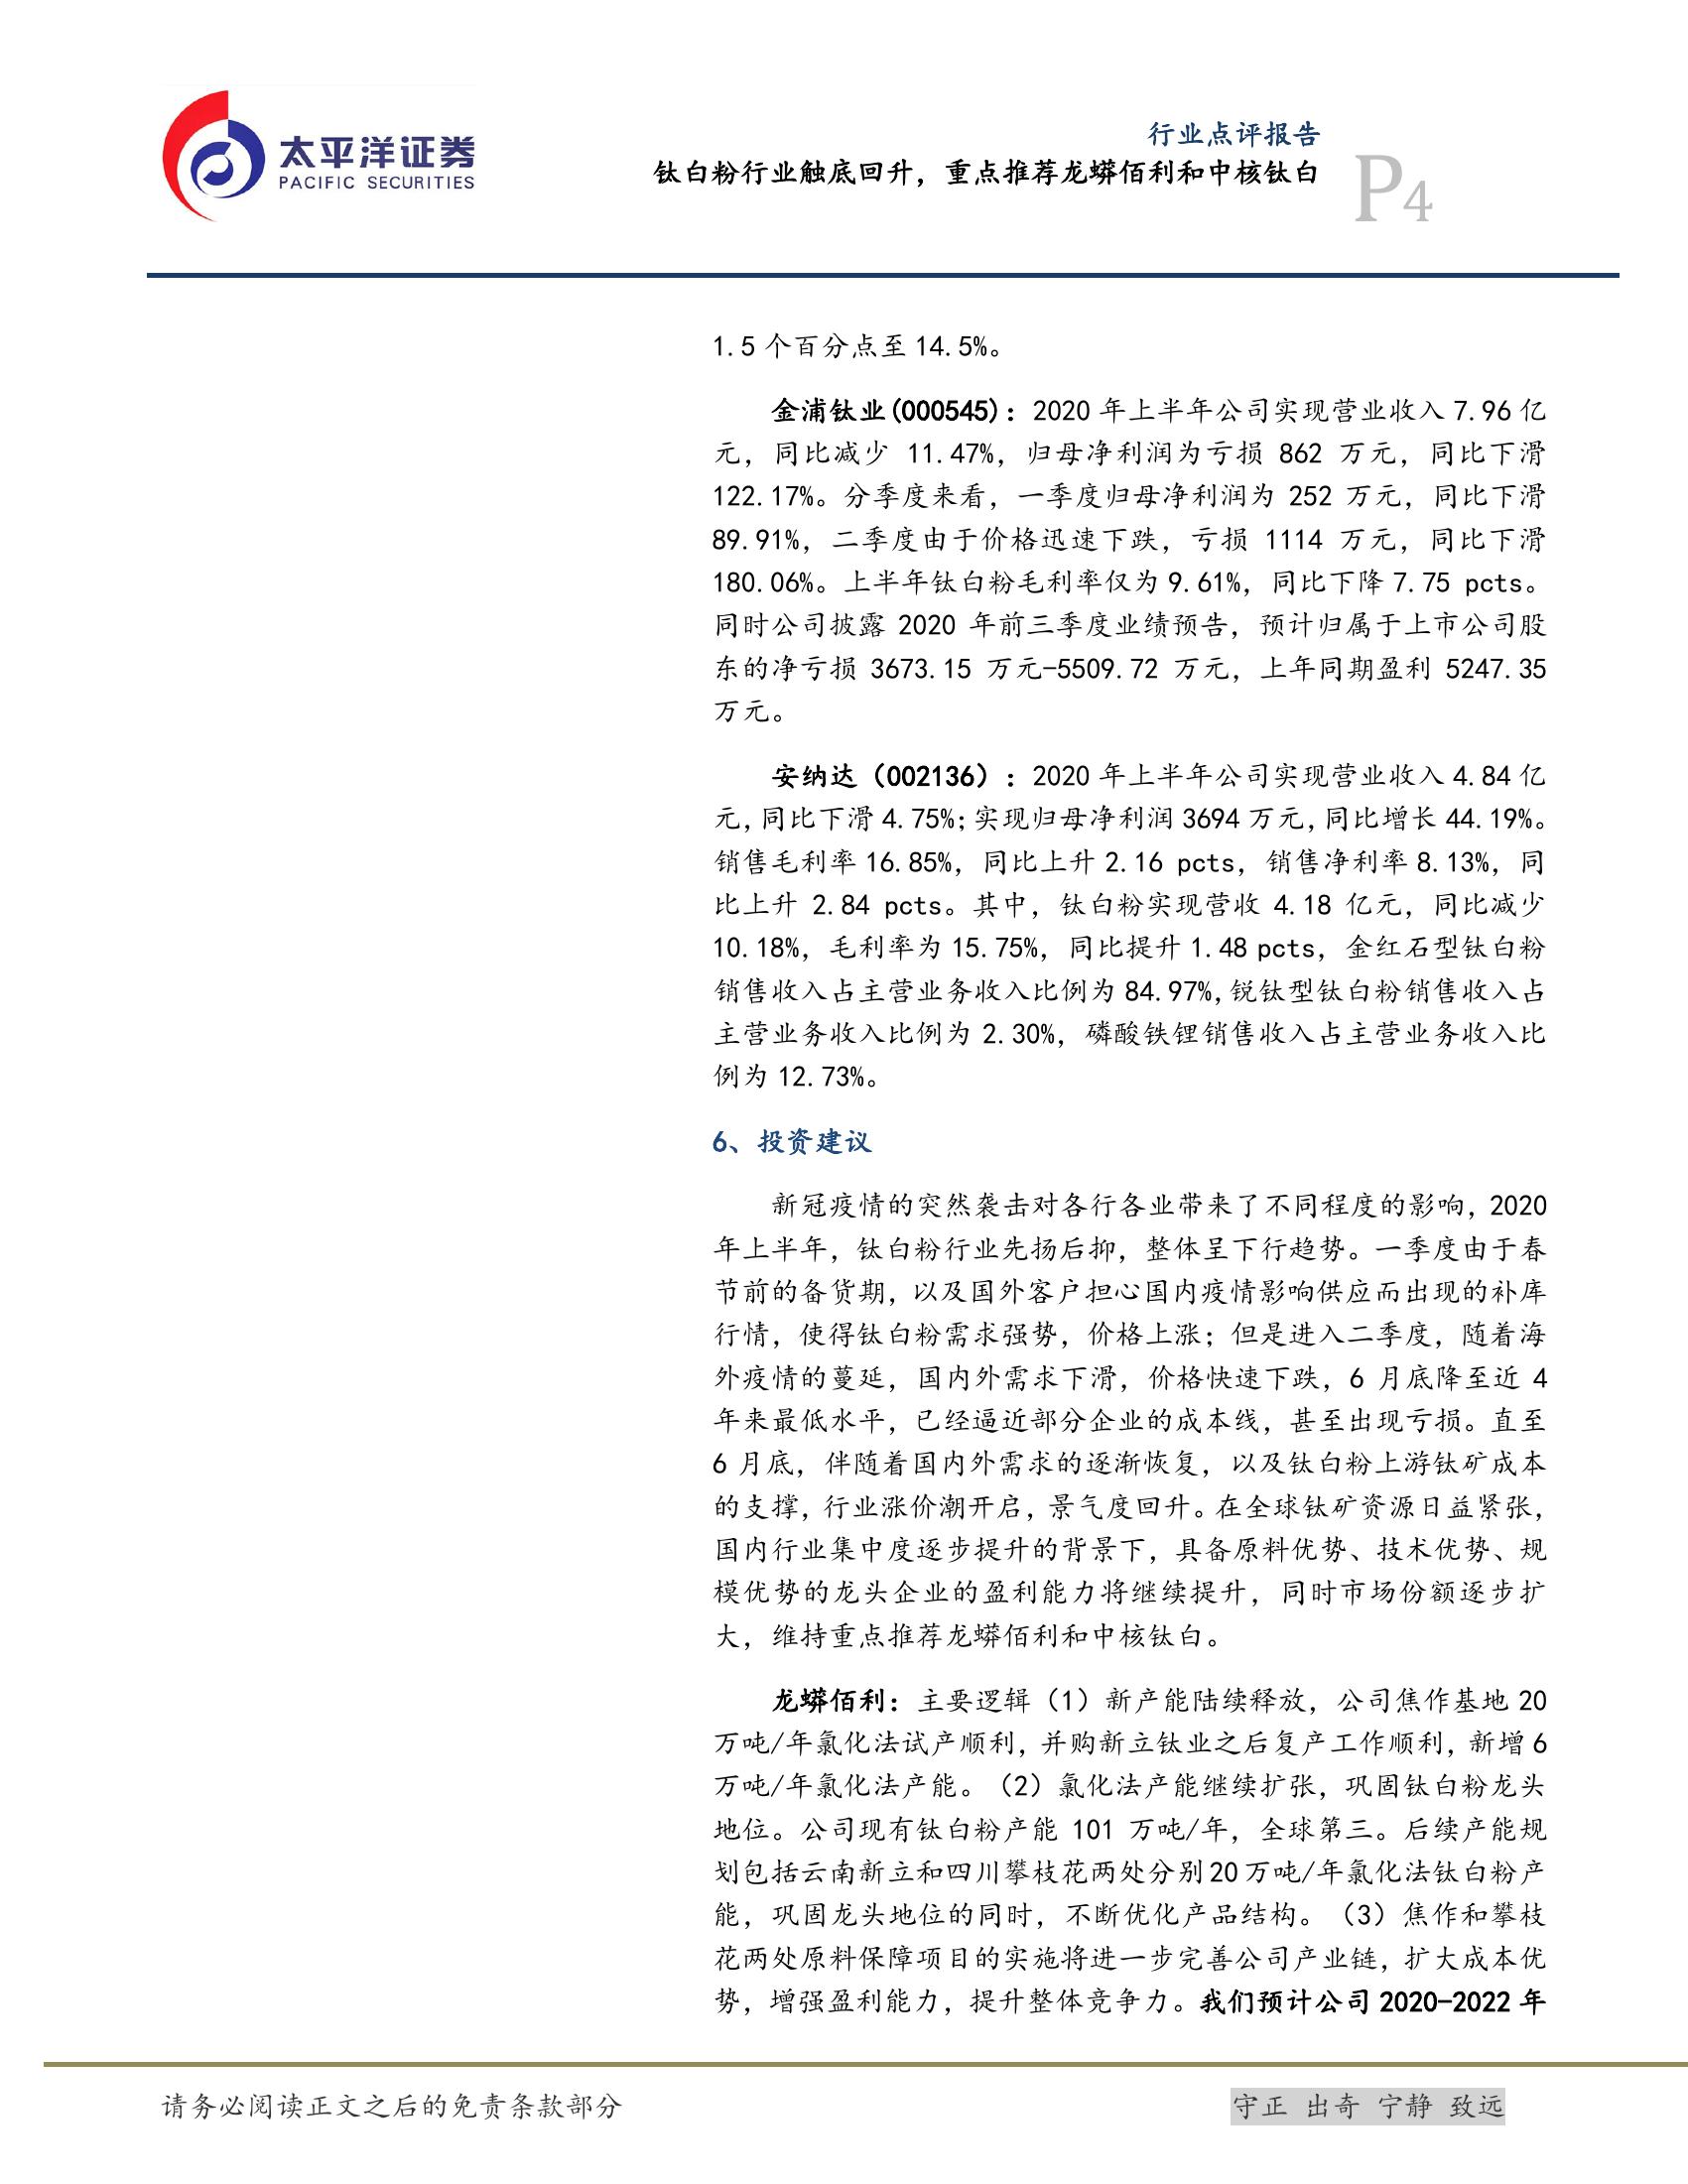 太平洋证券
PACIFIC SECURITIES
行业点评报告
钛白粉行业触底回升，重点推荐龙蟒佰利和中核钛白
P4
1.5 个百分点至 14.5%。
金浦钛业(000545)：2020 年上半年公司实现营业收入 7.96 亿
元，同比减少 11.47%，归母净利润为亏损 862 万元，同比下滑
122.17%。分季度来看，一季度归母净利润为 252 万元，同比下滑
89.91%，二季度由于价格迅速下跌，亏损 1114 万元，同比下滑
180.06%。上半年钛白粉毛利率仅为 9.61%，同比下降 7.75 pcts。
同时公司披露 2020 年前三季度业绩预告，预计归属于上市公司股
东的净亏损 3673.15 万元-5509.72 万元，上年同期盈利 5247.35
万元。
安纳达（002136）：2020 年上半年公司实现营业收入 4.84 亿
元,同比下滑 4.75%;实现归母净利润 3694 万元,同比增长 44.19%。
销售毛利率 16.85%，同比上升 2.16 pcts，销售净利率 8.13%，同
比上升 2.84 pcts。其中，钛白粉实现营收 4.18 亿元，同比减少
10.18%，毛利率为 15.75%，同比提升 1.48 pcts，金红石型钛白粉
销售收入占主营业务收入比例为 84.97%,锐钛型钛白粉销售收入占
主营业务收入比例为 2.30%，磷酸铁锂销售收入占主营业务收入比
例为 12.73%。
6、投资建议
新冠疫情的突然袭击对各行各业带来了不同程度的影响，2020
年上半年，钛白粉行业先扬后抑，整体呈下行趋势。一季度由于春
节前的备货期，以及国外客户担心国内疫情影响供应而出现的补库
行情，使得钛白粉需求强势，价格上涨；但是进入二季度，随着海
外疫情的蔓延，国内外需求下滑，价格快速下跌，6 月底降至近 4
年来最低水平，已经逼近部分企业的成本线，甚至出现亏损。直至
6 月底，伴随着国内外需求的逐渐恢复，以及钛白粉上游钛矿成本
的支撑，行业涨价潮开启，景气度回升。在全球钛矿资源日益紧张，
国内行业集中度逐步提升的背景下，具备原料优势、技术优势、规
模优势的龙头企业的盈利能力将继续提升，同时市场份额逐步扩
大，维持重点推荐龙蟒佰利和中核钛白。
龙蟒佰利：主要逻辑（1）新产能陆续释放，公司焦作基地 20
万吨/年氯化法试产顺利，并购新立钛业之后复产工作顺利，新增 6
万吨/年氯化法产能。（2）氯化法产能继续扩张，巩固钛白粉龙头
地位。公司现有钛白粉产能 101 万吨/年，全球第三。后续产能规
划包括云南新立和四川攀枝花两处分别 20 万吨/年氯化法钛白粉产
能，巩固龙头地位的同时，不断优化产品结构。（3）焦作和攀枝
花两处原料保障项目的实施将进一步完善公司产业链，扩大成本优
势，增强盈利能力，提升整体竞争力。我们预计公司 2020-2022 年
请务必阅读正文之后的免责条款部分
守正 出奇 宁静 致远